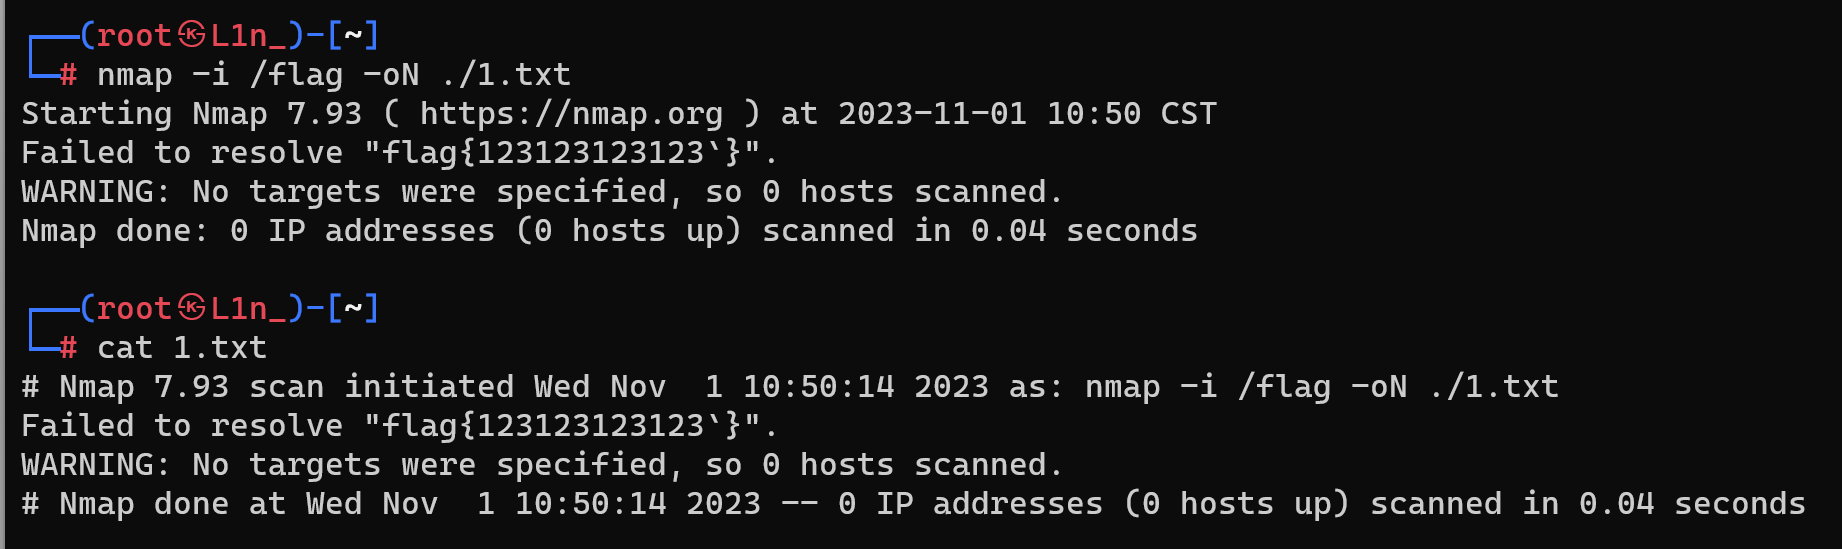 (root㉿L1n_)-[~]
# nmap -i /flag -oN ./1.txt
Starting Nmap 7.93 ( https://nmap.org ) at 2023-11-01 10:50 CST
Failed to resolve "flag{123123123123`}".
WARNING: No targets were specified, so 0 hosts scanned.
Nmap done: 0 IP addresses (0 hosts up) scanned in 0.04 seconds
(root㉿L1n_)-[~]
# cat 1.txt
# Nmap 7.93 scan initiated Wed Nov  1 10:50:14 2023 as: nmap -i /flag -oN ./1.txt
Failed to resolve "flag{123123123123`}".
WARNING: No targets were specified, so 0 hosts scanned.
# Nmap done at Wed Nov  1 10:50:14 2023 -- 0 IP addresses (0 hosts up) scanned in 0.04 seconds